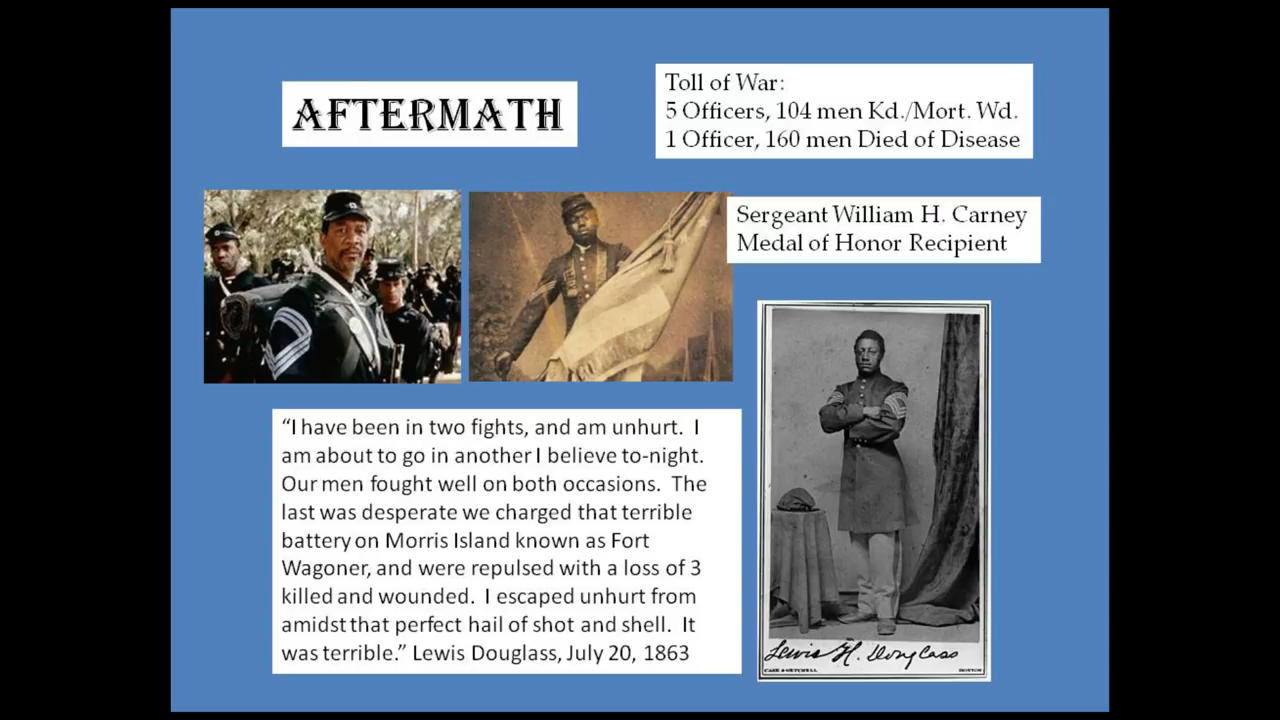 AFTERMATH
Toll of War:
5 Officers, 104 men Kd./Mort. Wd.
1 Officer, 160 men Died of Disease
Sergeant William H. Carney
Medal of Honor Recipient
“I have been in two fights, and am unhurt. I
am about to go in another I believe to-night.
Our men fought well on both occasions. The
last was desperate we charged that terrible
battery on Morris Island known as Fort
Wagoner, and were repulsed with a loss of 3
killed and wounded. I escaped unhurt from
amidst that perfect hail of shot and shell. It
was terrible.” Lewis Douglass, July 20, 1863
Lewis H. Douglass
CASE & GETCHELL
BOSTON